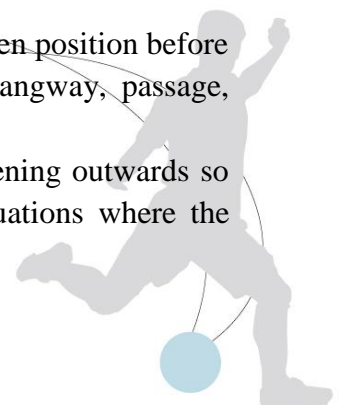 en position before
angway, passage,
ening outwards so
uations where the